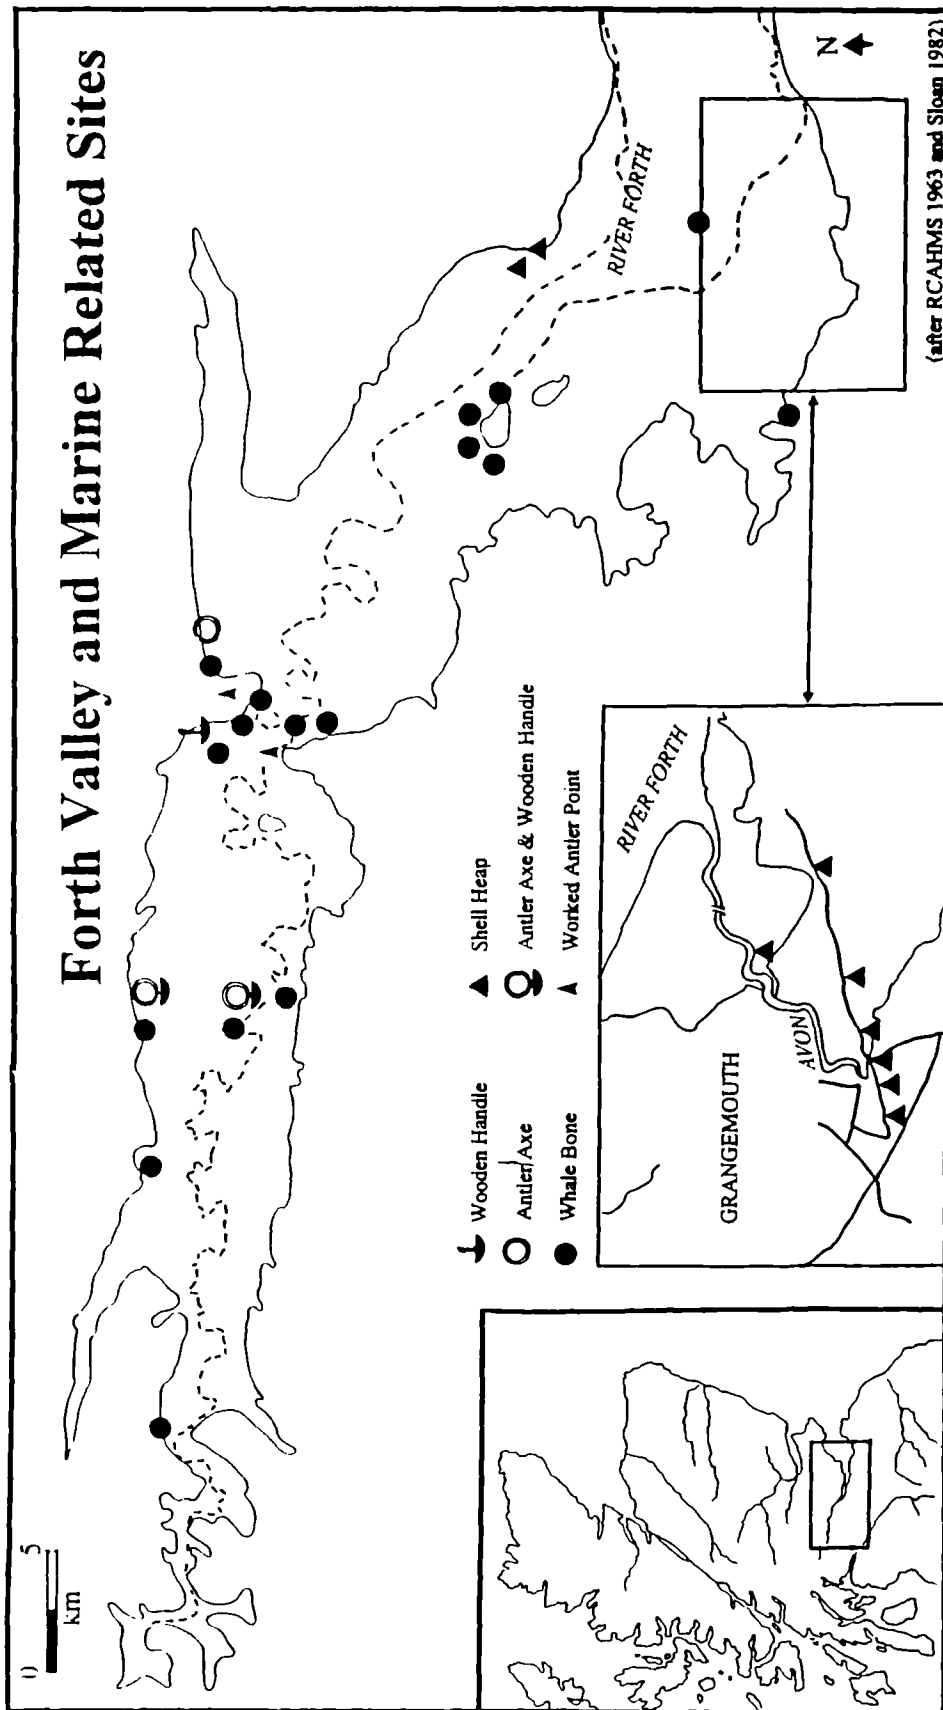 Forth Valley and Marine Related Sites
0 5
km
RIVER FORTH
N
Wooden Handle
Antler Axe
Whale Bone
Shell Heap
Antler Axe & Wooden Handle
Worked Antler Point
RIVER FORTH
GRANGEMOUTH
AVON
(after RCAHMS 1963 and Sloan 1982)